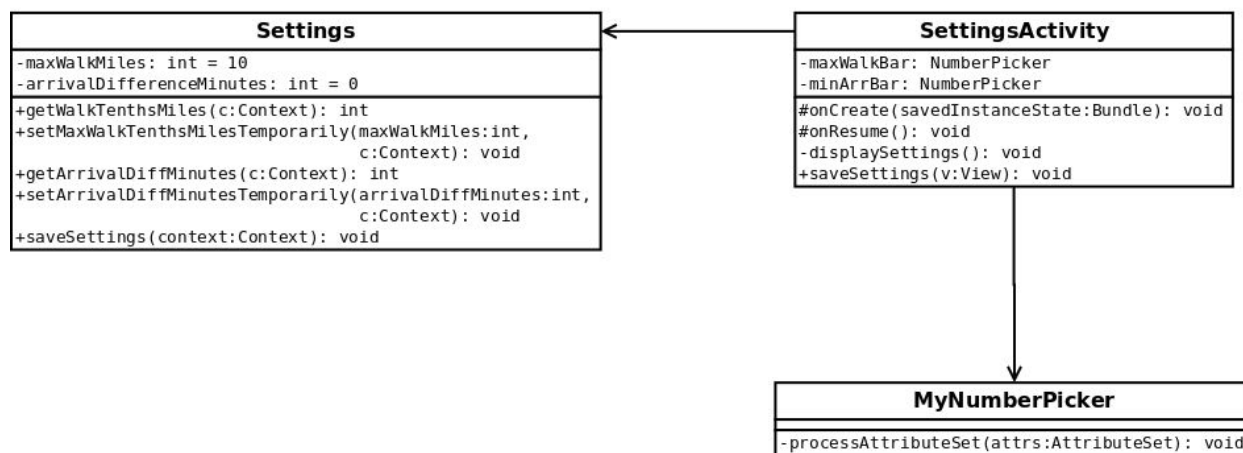 Settings
-maxWalkMiles: int = 10
-arrivalDifferenceMinutes: int = 0
+getWalkTenthsMiles(c:Context): int
+setMaxWalkTenthsMilesTemporarily(maxWalkMiles:int,
c:Context): void
+getArrivalDiffMinutes(c:Context): int
+setArrivalDiffMinutesTemporarily(arrivalDiffMinutes:int,
c:Context): void
+saveSettings(context:Context): void
SettingsActivity
-maxWalkBar: NumberPicker
-minArrBar: NumberPicker
#onCreate(savedInstanceState:Bundle): void
#onResume(): void
-displaySettings(): void
+saveSettings(v:View): void
MyNumberPicker
-processAttributeSet(attrs:AttributeSet): void